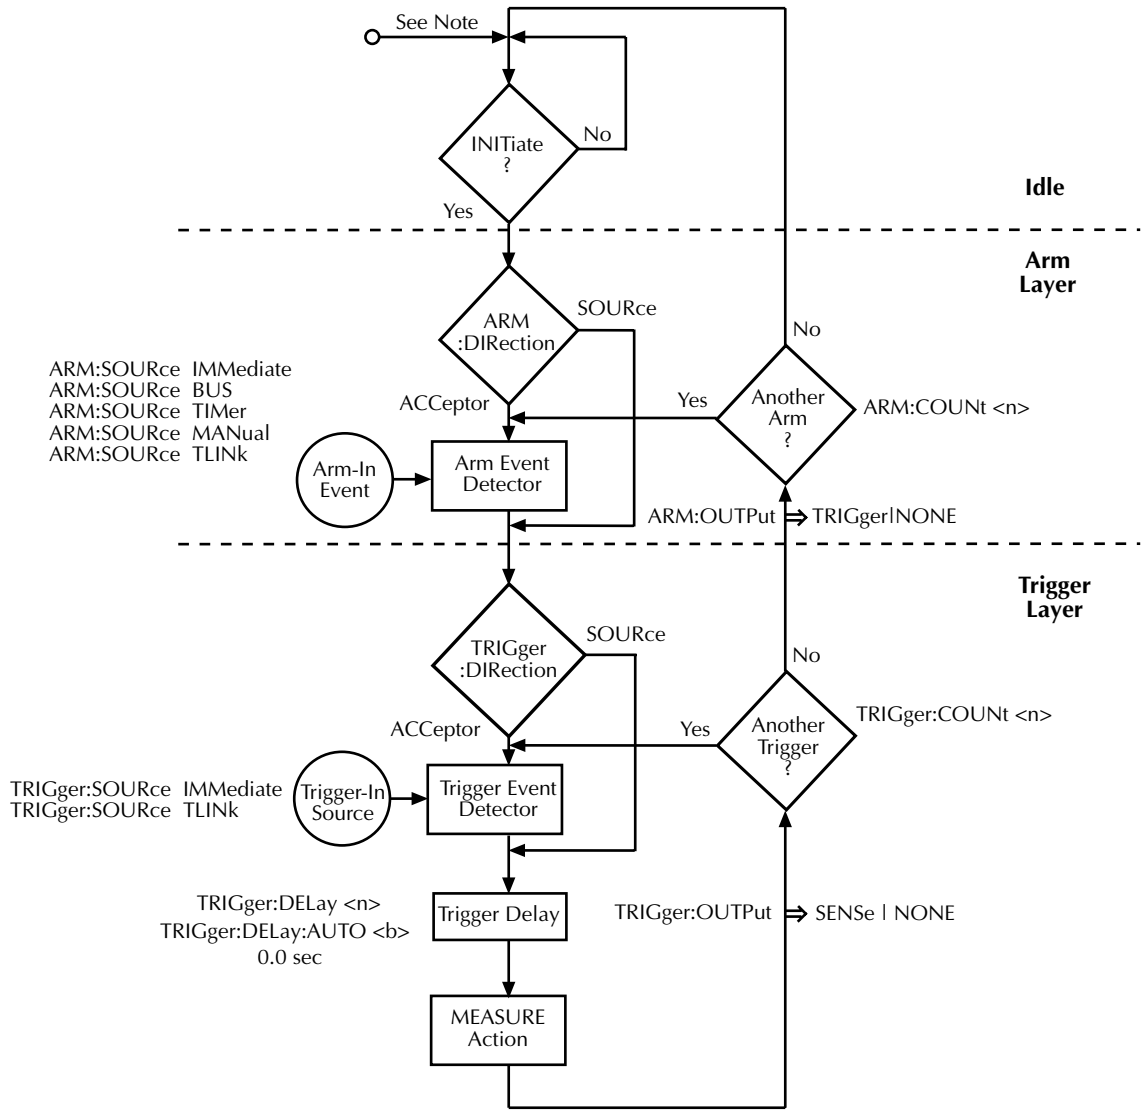 See Note
INITiate
?
No
Yes
Idle
Arm
Layer
ARM
:DIRection
SOURce
No
ARM:SOURce IMMediate
ARM:SOURce BUS
ARM:SOURce TIMer
ARM:SOURce MANual
ARM:SOURce TLINk
ACCeptor
Yes
Another
Arm
?
ARM:COUNt <n>
Arm-In
Event
Arm Event
Detector
ARM:OUTPut
TRIGger|NONE
Trigger
Layer
TRIGger
:DIRection
SOURce
No
ACCeptor
Yes
Another
Trigger
?
TRIGger:COUNt <n>
TRIGger:SOURce IMMediate
TRIGger:SOURce TLINk
Trigger-In
Source
Trigger Event
Detector
TRIGger:DELay <n>
TRIGger:DELay:AUTO <b>
0.0 sec
Trigger Delay
TRIGger:OUTPut
SENSe | NONE
MEASURE
Action